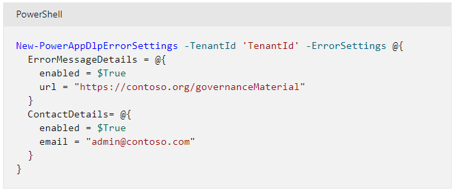 PowerShell
New-PowerAppDlpErrorSettings -TenantId 'TenantId' -ErrorSettings @{
  ErrorMessageDetails = @{
    enabled = $True
    url = "https://contoso.org/governanceMaterial"
  }
  ContactDetails= @{
    enabled = $True
    email = "admin@contoso.com"
  }
}